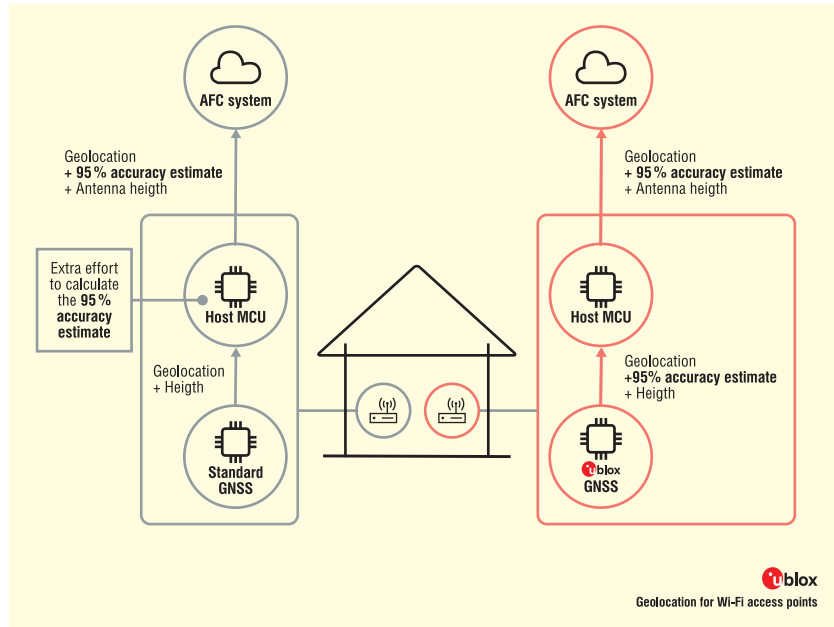 AFC system
Geolocation
+ 95 % accuracy estimate
+ Antenna heigth
Extra effort
to calculate
the 95 %
accuracy
estimate
Host MCU
Geolocation
+ Heigth
Standard
GNSS
AFC system
Geolocation
+ 95 % accuracy estimate
+ Antenna heigth
Host MCU
Geolocation
+95% accuracy estimate
+ Heigth
ublox
GNSS
ublox
Geolocation for Wi-Fi access points